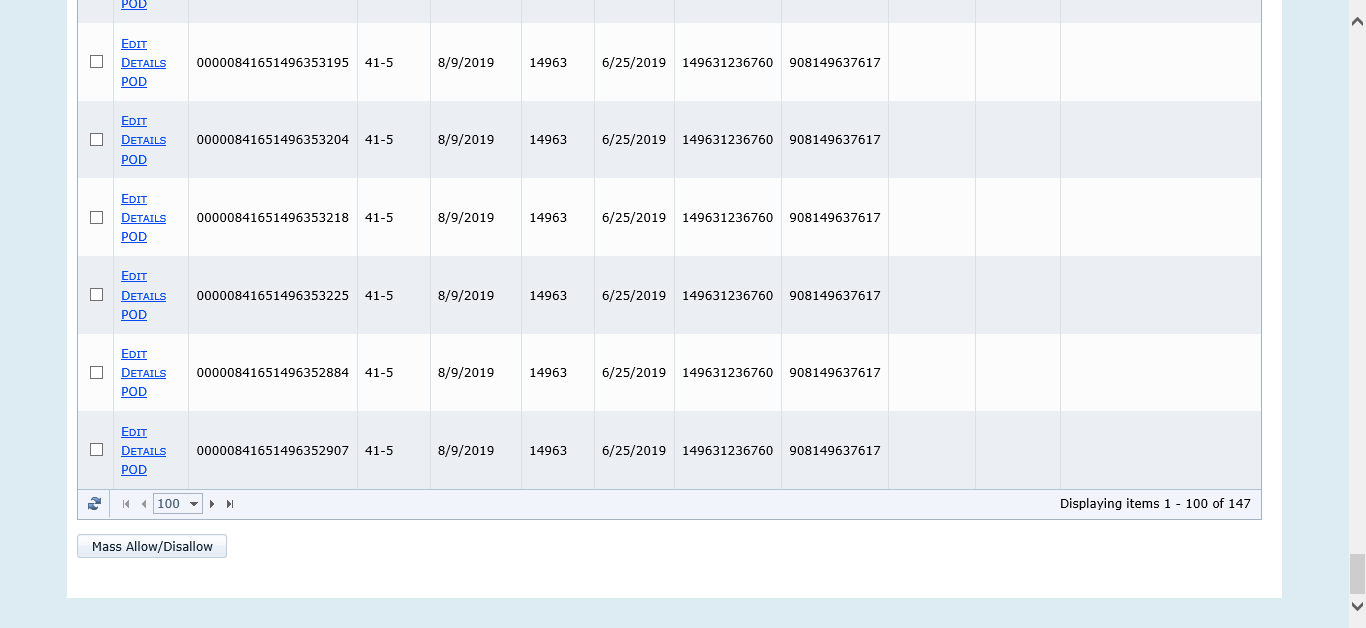 POD
Edit
Details 00000841651496353195 41-5 8/9/2019 14963 6/25/2019 149631236760 908149637617
POD
Edit
Details 00000841651496353204 41-5 8/9/2019 14963 6/25/2019 149631236760 908149637617
POD
Edit
Details 00000841651496353218 41-5 8/9/2019 14963 6/25/2019 149631236760 908149637617
POD
Edit
Details 00000841651496353225 41-5 8/9/2019 14963 6/25/2019 149631236760 908149637617
POD
Edit
Details 00000841651496352884 41-5 8/9/2019 14963 6/25/2019 149631236760 908149637617
POD
Edit
Details 00000841651496352907 41-5 8/9/2019 14963 6/25/2019 149631236760 908149637617
POD
100 Displaying items 1 - 100 of 147
Mass Allow/Disallow